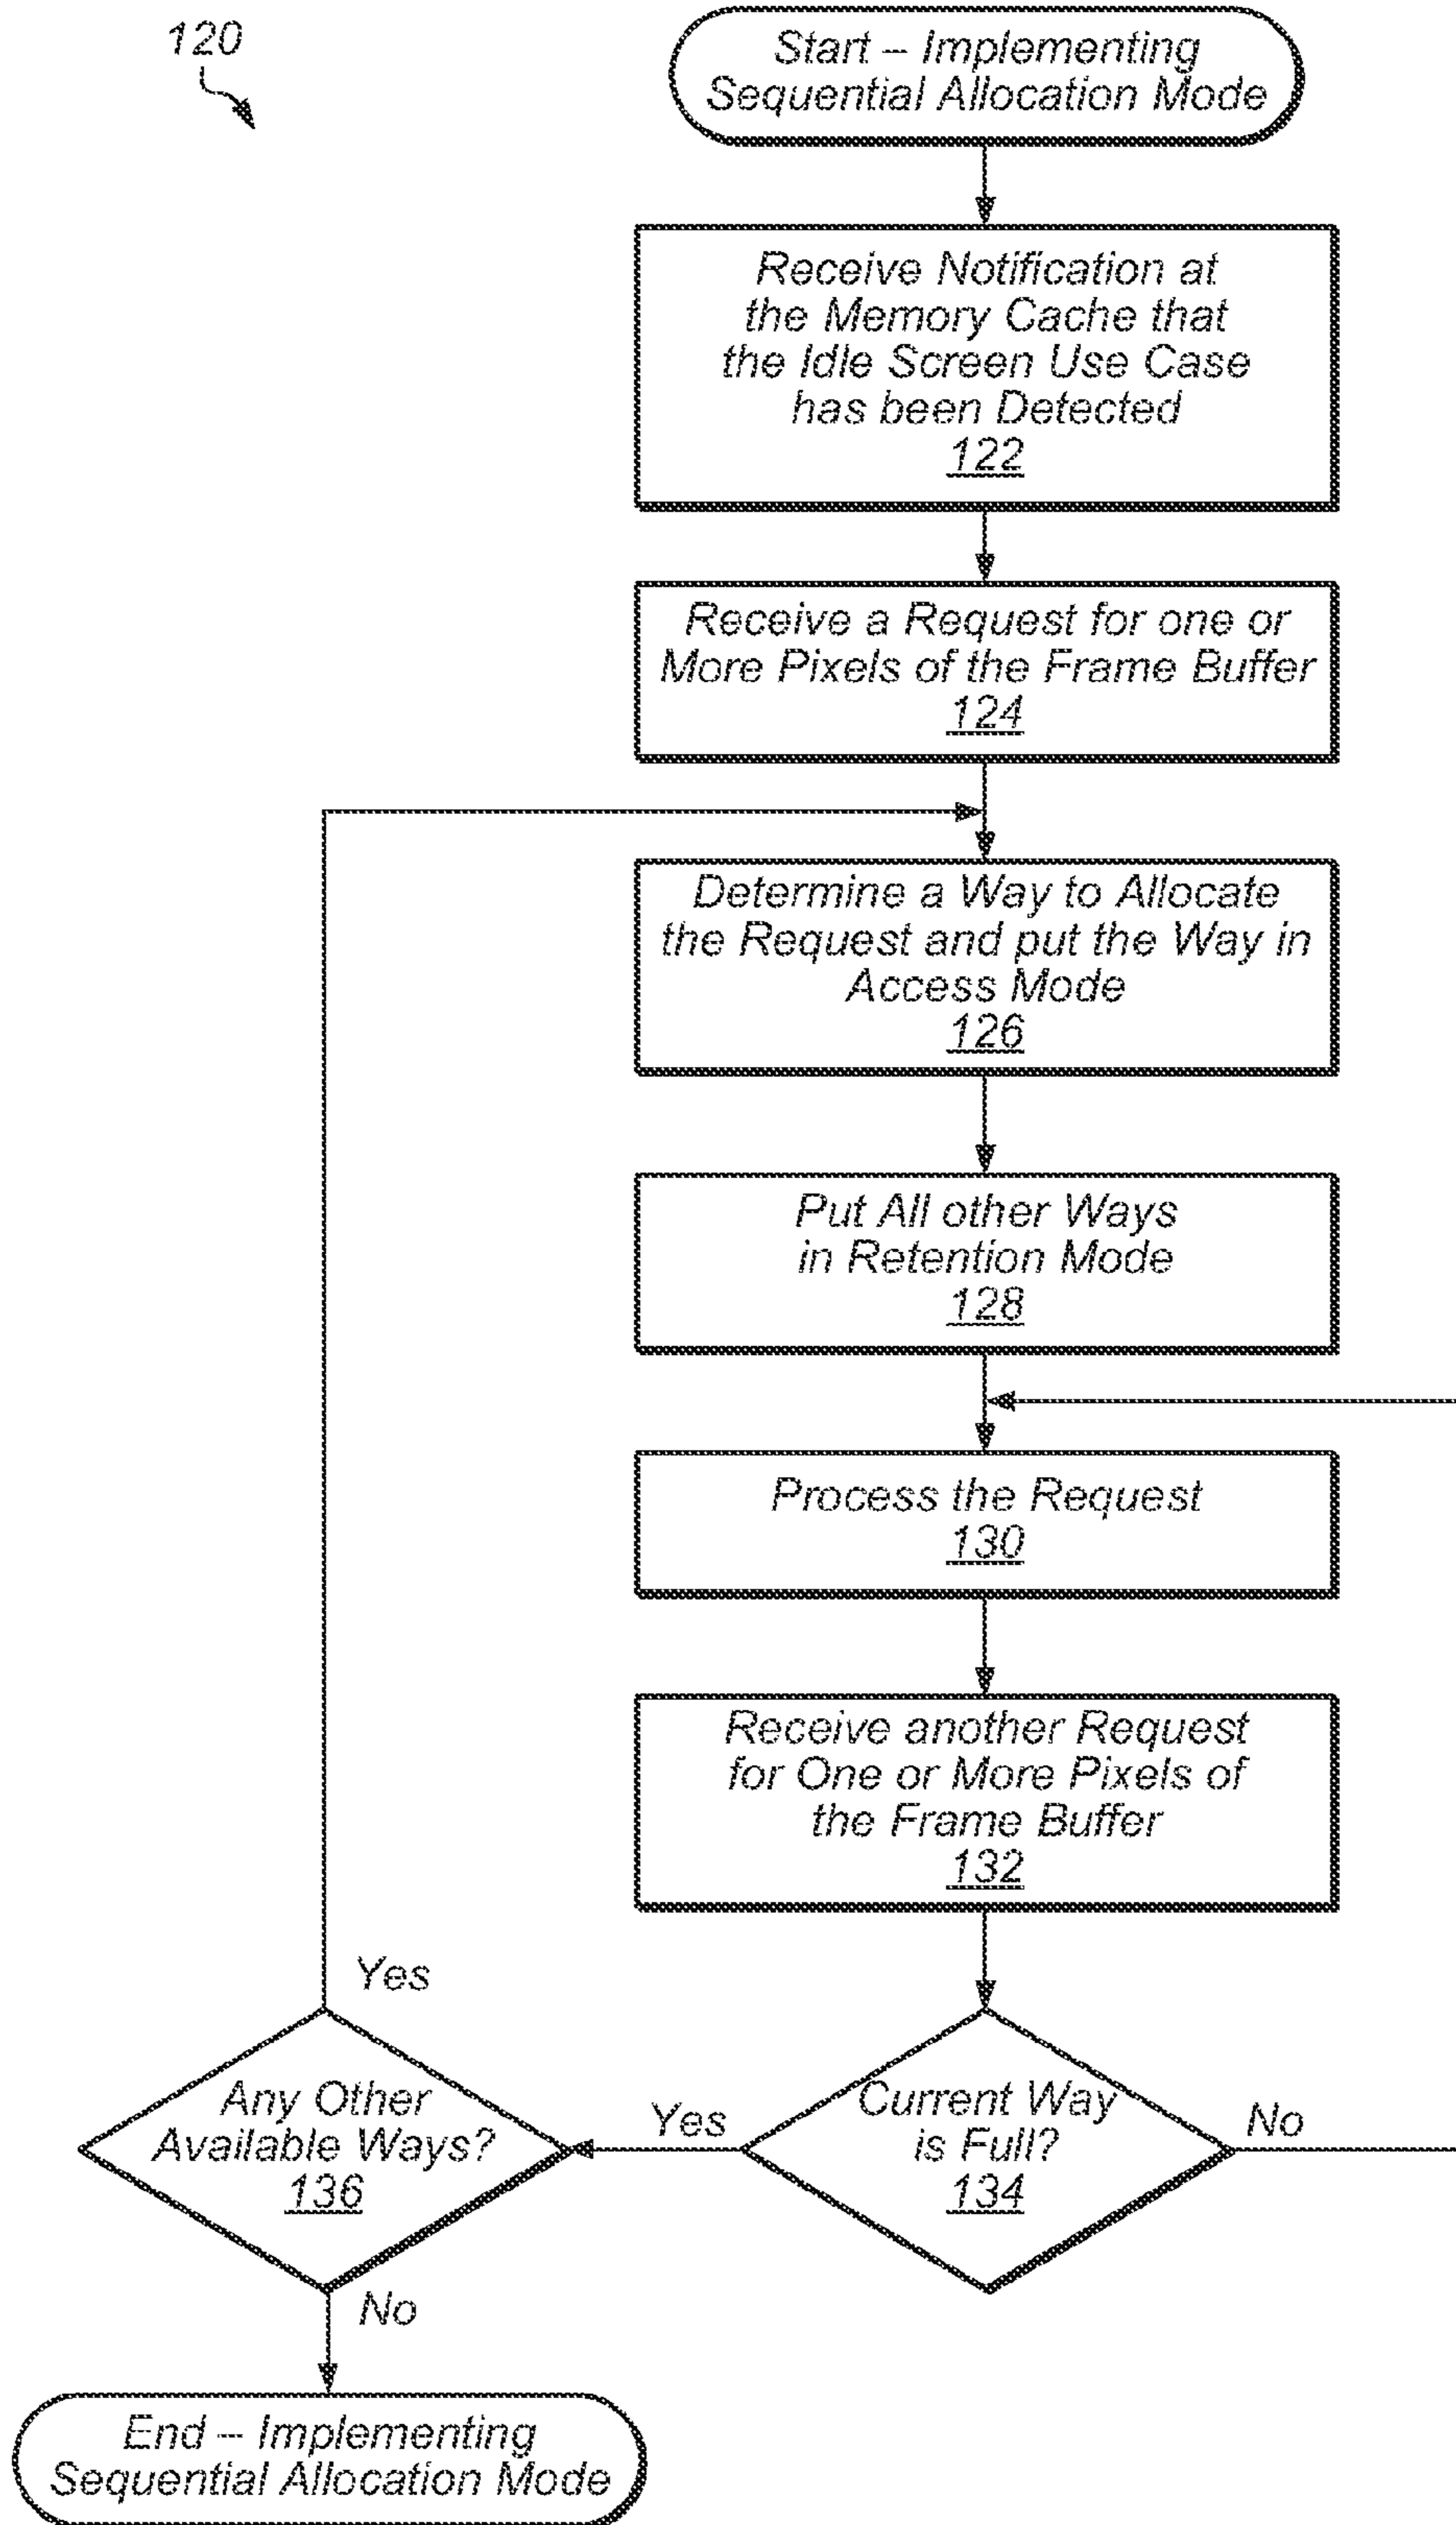 120
Start – Implementing
Sequential Allocation Mode
Receive Notification at
the Memory Cache that
the Idle Screen Use Case
has been Detected
122
Receive a Request for one or
More Pixels of the Frame Buffer
124
Determine a Way to Allocate
the Request and put the Way in
Access Mode
126
Put All other Ways
in Retention Mode
128
Process the Request
130
Receive another Request
for One or More Pixels of
the Frame Buffer
132
Current Way
is Full?
134
No
Yes
Any Other
Available Ways?
136
Yes
No
End – Implementing
Sequential Allocation Mode